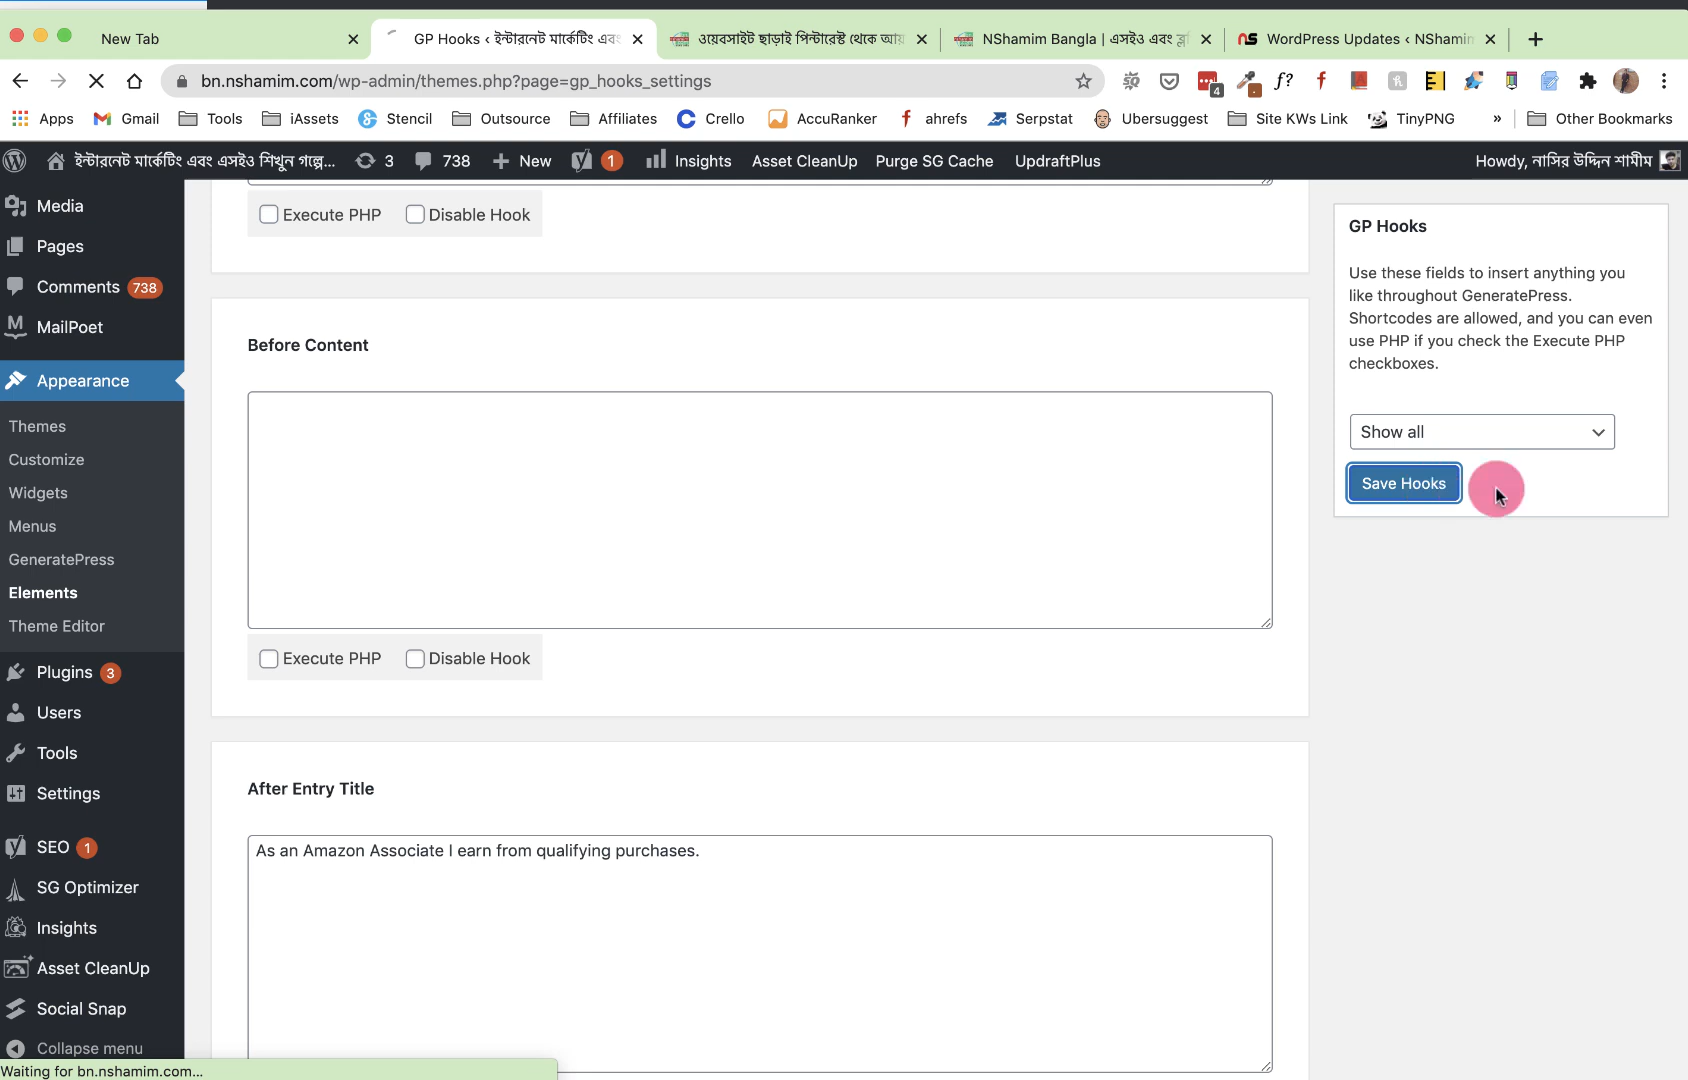 New Tab
GP Hooks ‹ ইন্টারনেট মার্কেটিং এবং
ওয়েবসাইট ছাড়াই পিন্টারেস্ট থেকে আয়
NShamim Bangla | এসইও এবং ব্ল
WordPress Updates ‹ NShamim
bn.nshamim.com/wp-admin/themes.php?page=gp_hooks_settings
4
f?
Apps
Gmail
Tools
iAssets
Stencil
Outsource
Affiliates
Crello
AccuRanker
ahrefs
Serpstat
Ubersuggest
Site KWs Link
TinyPNG
»
Other Bookmarks
ইন্টারনেট মার্কেটিং এবং এসইও শিখুন গল্পে...
3
738
New
1
Insights
Asset CleanUp
Purge SG Cache
UpdraftPlus
Howdy, নাসির উদ্দিন শামীম
Media
Pages
Comments 738
MailPoet
Appearance
Themes
Customize
Widgets
Menus
GeneratePress
Elements
Theme Editor
Plugins 3
Users
Tools
Settings
SEO 1
SG Optimizer
Insights
Asset CleanUp
Social Snap
Collapse menu
Waiting for bn.nshamim.com...
Execute PHP
Disable Hook
Before Content
Execute PHP
Disable Hook
After Entry Title
As an Amazon Associate I earn from qualifying purchases.
GP Hooks
Use these fields to insert anything you
like throughout GeneratePress.
Shortcodes are allowed, and you can even
use PHP if you check the Execute PHP
checkboxes.
Show all
Save Hooks